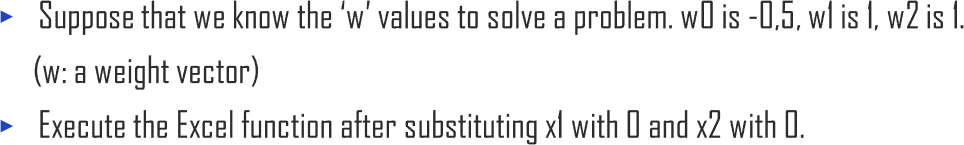 ▸ Suppose that we know the ‘w’ values to solve a problem. w0 is -0,5, w1 is 1, w2 is 1.
(w: a weight vector)
▸ Execute the Excel function after substituting x1 with 0 and x2 with 0.